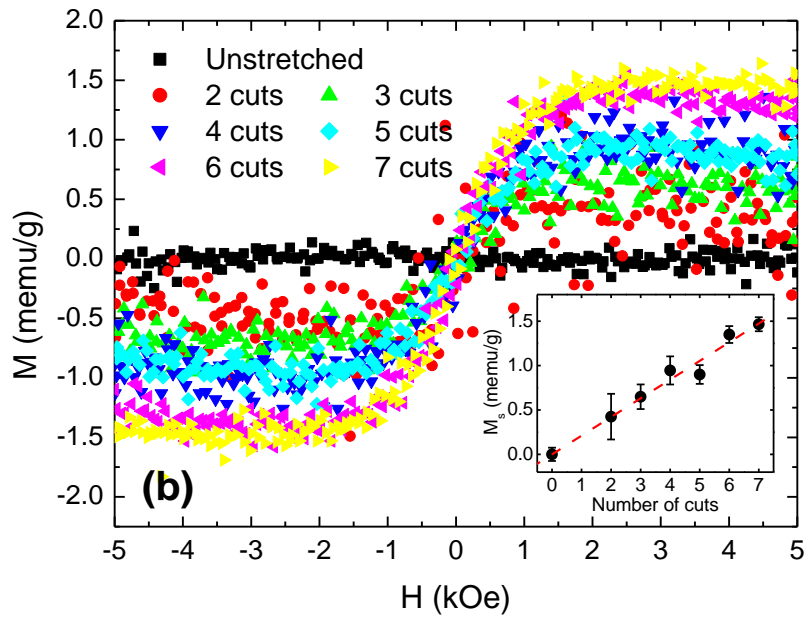 2.0
1.5
1.0
0.5
0.0
-0.5
-1.0
-1.5
-2.0
M (memu/g)
Unstretched
2 cuts 3 cuts
4 cuts 5 cuts
6 cuts 7 cuts
(b)
1.5
1.0
0.5
0.0
Ms (memu/g)
0 1 2 3 4 5 6 7
Number of cuts
-5 -4 -3 -2 -1 0 1 2 3 4 5
H (kOe)